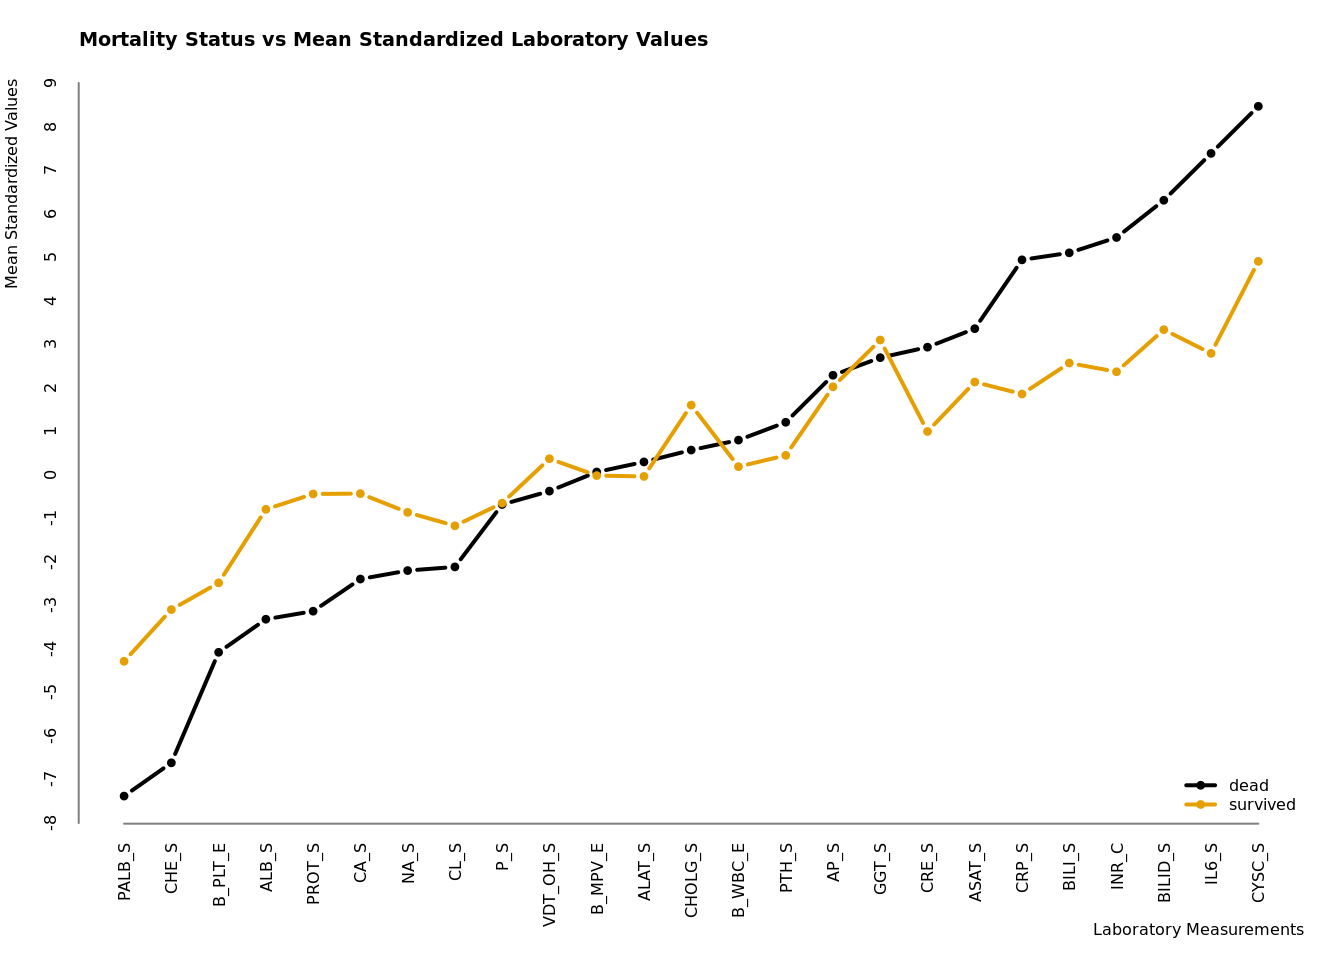 Mortality Status vs Mean Standardized Laboratory Values
Mean Standardized Values
9
8
7
6
5
4
3
2
1
0
-1
-2
-3
-4
-5
-6
-7
-8
dead
survived
PALB_S
CHE_S
B_PLT_E
ALB_S
PROT_S
CA_S
NA_S
CL_S
P_S
VDT_OH_S
B_MPV_E
ALAT_S
CHOLG_S
B_WBC_E
PTH_S
AP_S
GGT_S
CRE_S
ASAT_S
CRP_S
BILI_S
INR_C
BILID_S
IL6_S
CYSC_S
Laboratory Measurements